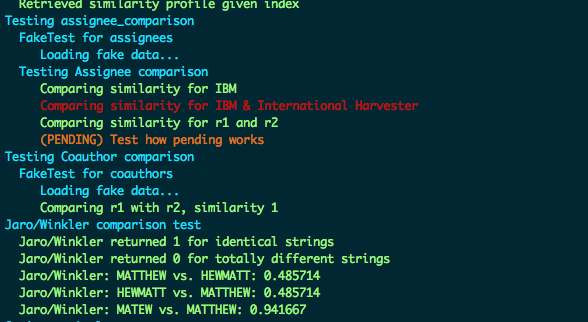 Retrieved similarity profile given index
Testing assignee_comparison
FakeTest for assignees
Loading fake data...
Testing Assignee comparison
Comparing similarity for IBM
Comparing similarity for IBM & International Harvester
Comparing similarity for r1 and r2
(PENDING) Test how pending works
Testing Coauthor comparison
FakeTest for coauthors
Loading fake data...
Comparing r1 with r2, similarity 1
Jaro/Winkler comparison test
Jaro/Winkler returned 1 for identical strings
Jaro/Winkler returned 0 for totally different strings
Jaro/Winkler: MATTHEW vs. HEWMATT: 0.485714
Jaro/Winkler: HEWMATT vs. MATTHEW: 0.485714
Jaro/Winkler: MATEW vs. MATTHEW: 0.941667